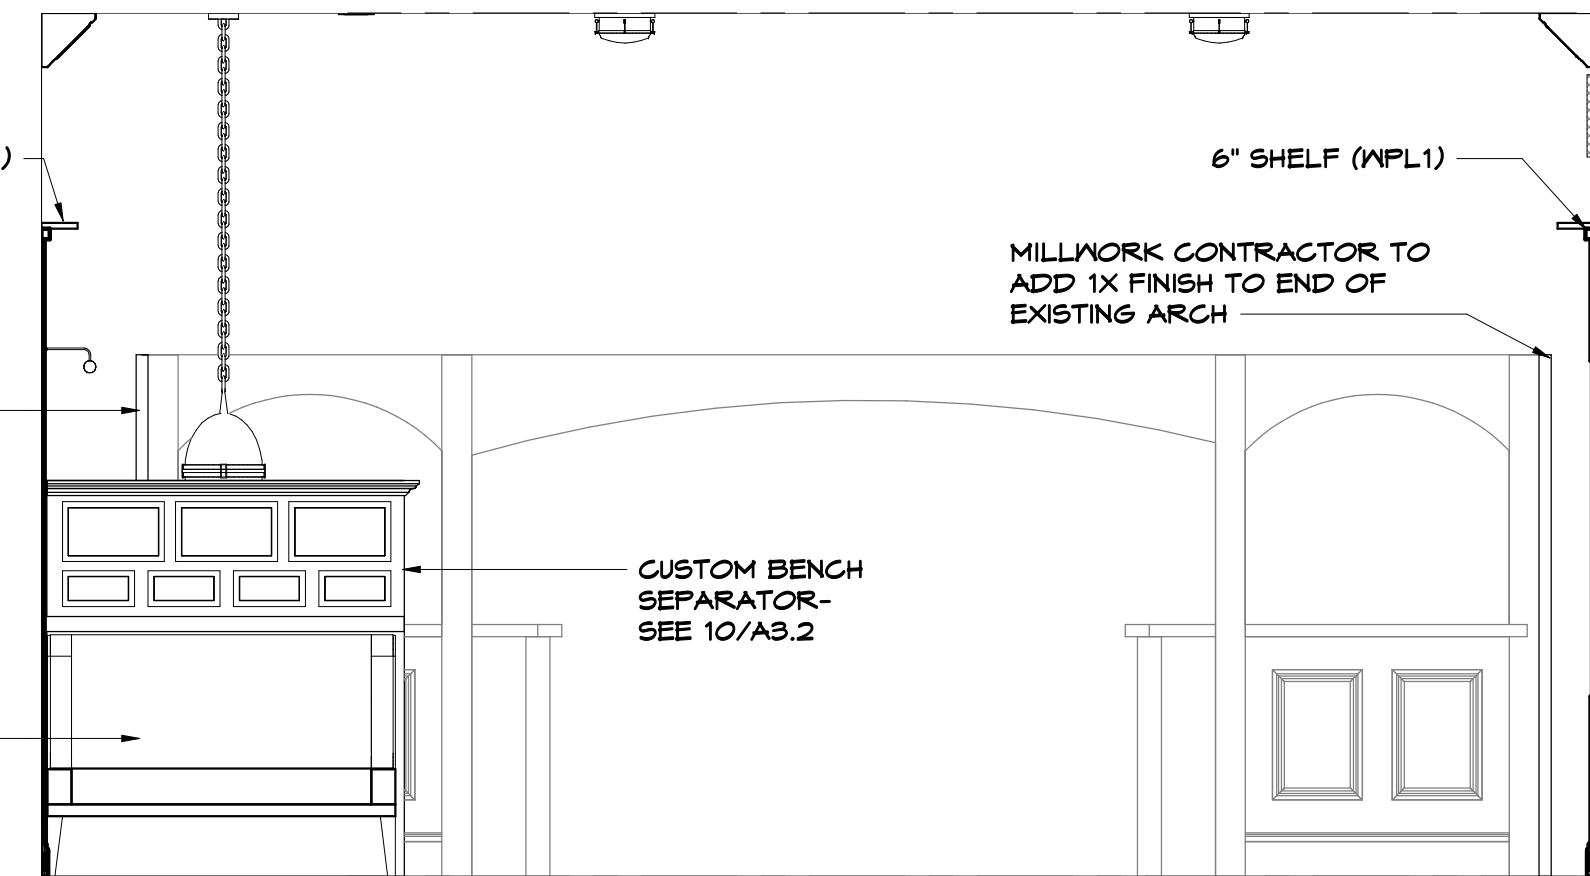 )
6" SHELF (WPL1)
MILLWORK CONTRACTOR TO
ADD 1X FINISH TO END OF
EXISTING ARCH
CUSTOM BENCH
SEPARATOR-
SEE 10/A3.2